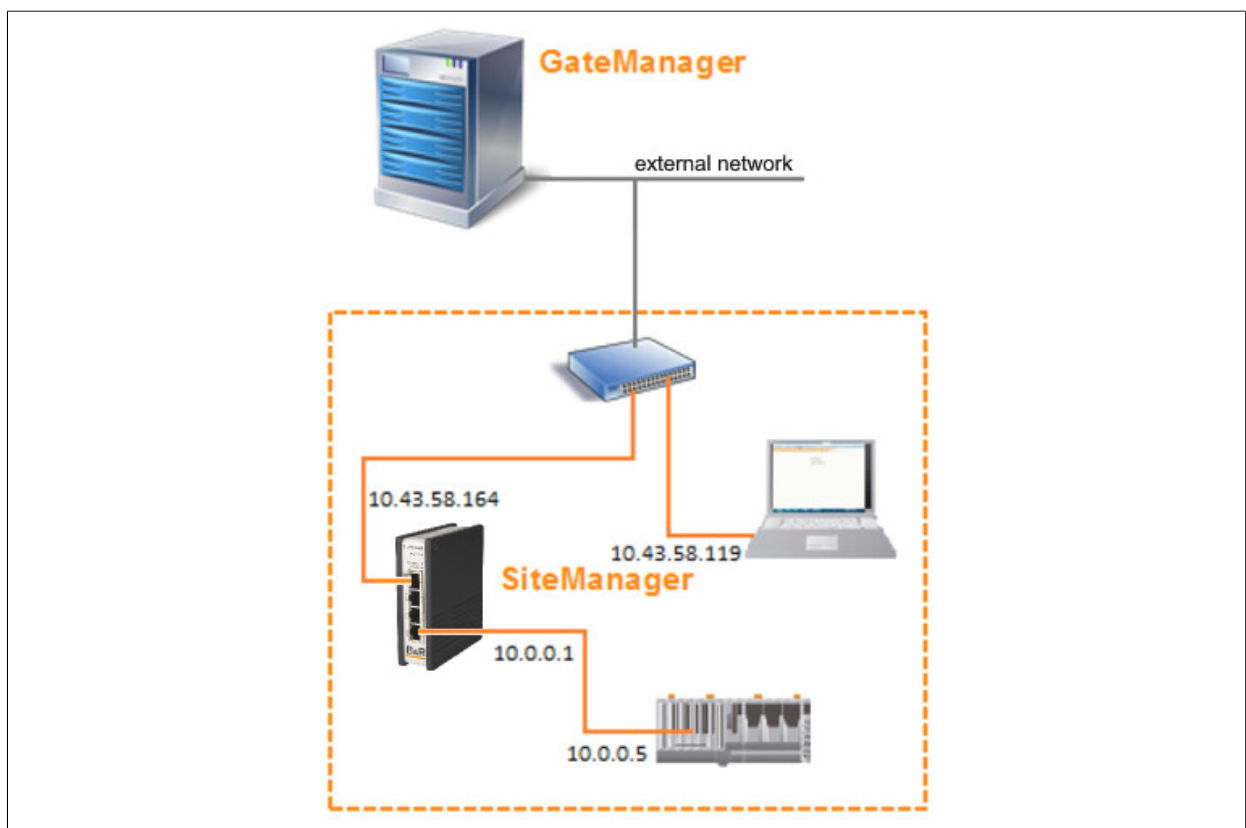 GateManager
external network
10.43.58.164
10.43.58.119
SiteManager
B&R
10.0.0.1
10.0.0.5